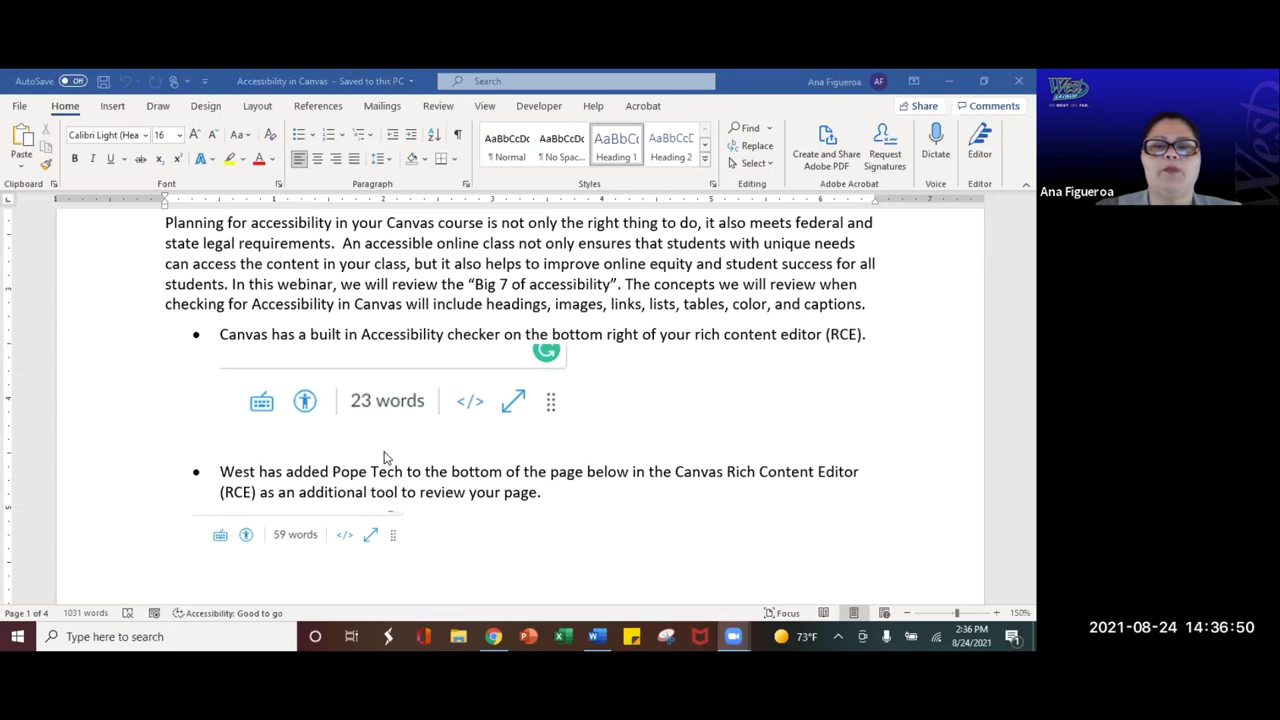 AutoSave Off Accessibility in Canvas - Saved to this PC Search Ana Figueroa AF
File Home Insert Draw Design Layout References Mailings Review View Developer Help Acrobat Share Comments
Paste
Calibri Light (Hea 16
AaBbCcDc AaBbCcDc AaBbCc AaBbCcD
¶ Normal ¶ No Spac... Heading 1 Heading 2
Find
Replace
Select
Create and Share Adobe PDF
Request Signatures
Dictate
Editor
Clipboard Font Paragraph Styles Editing Adobe Acrobat Voice Editor
1 1 2 3 4 5 6 7
Planning for accessibility in your Canvas course is not only the right thing to do, it also meets federal and
state legal requirements. An accessible online class not only ensures that students with unique needs
can access the content in your class, but it also helps to improve online equity and student success for all
students. In this webinar, we will review the “Big 7 of accessibility”. The concepts we will review when
checking for Accessibility in Canvas will include headings, images, links, lists, tables, color, and captions.
• Canvas has a built in Accessibility checker on the bottom right of your rich content editor (RCE).
23 words </>
• West has added Pope Tech to the bottom of the page below in the Canvas Rich Content Editor
(RCE) as an additional tool to review your page.
59 words </>
Page 1 of 4 1031 words Accessibility: Good to go Focus 150%
Type here to search 73°F 2:36 PM
8/24/2021
West
Ana Figueroa
2021-08-24 14:36:50